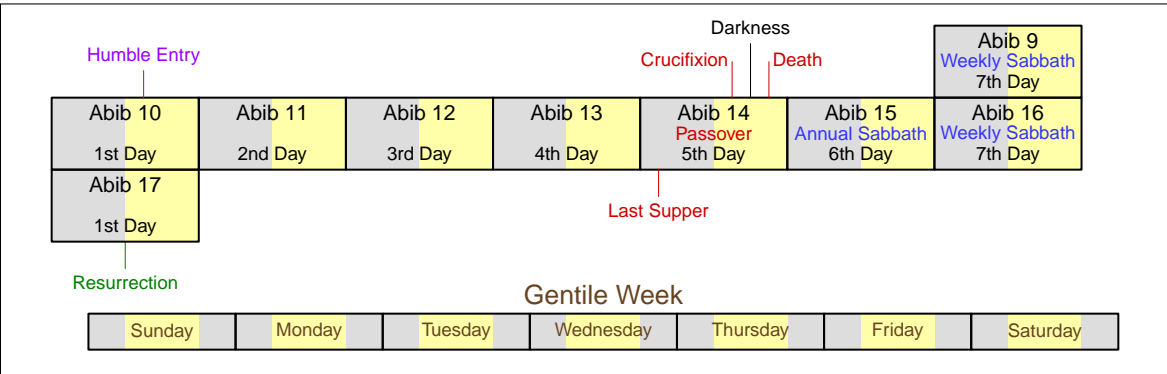 Darkness
Humble Entry
Crucifixion
Death
Abib 9
Weekly Sabbath
7th Day
Abib 10
1st Day
Abib 11
2nd Day
Abib 12
3rd Day
Abib 13
4th Day
Abib 14
Passover
5th Day
Abib 15
Annual Sabbath
6th Day
Abib 16
Weekly Sabbath
7th Day
Abib 17
1st Day
Last Supper
Resurrection
Gentile Week
Sunday
Monday
Tuesday
Wednesday
Thursday
Friday
Saturday